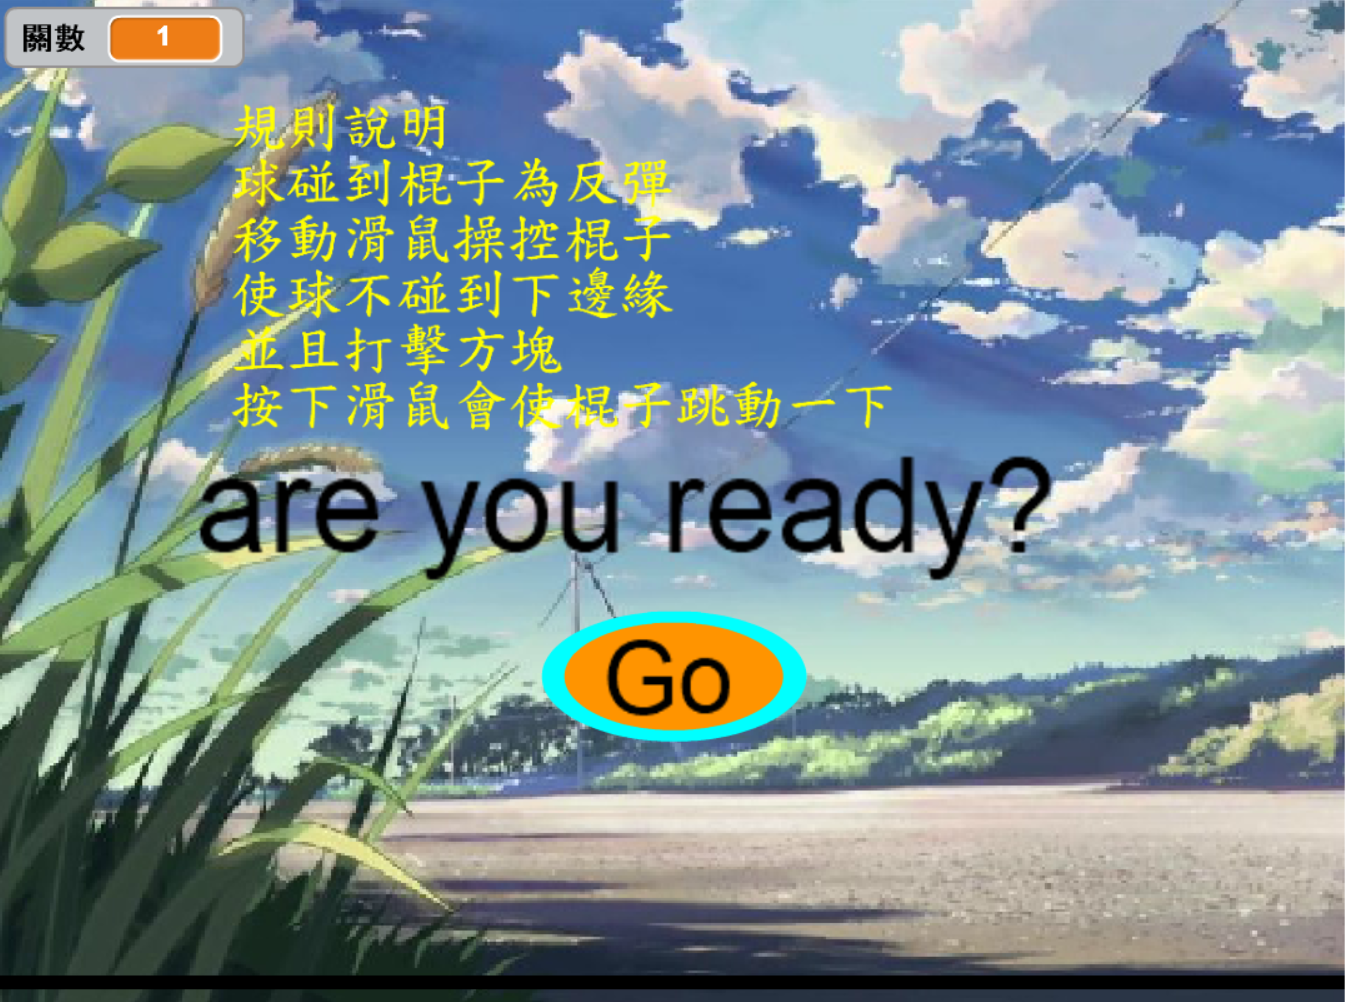 關數 1
規則說明
球碰到棍子為反彈
移動滑鼠操控棍子
使球不碰到下邊緣
並且打擊方塊
按下滑鼠會使棍子跳動一下
are you ready?
Go